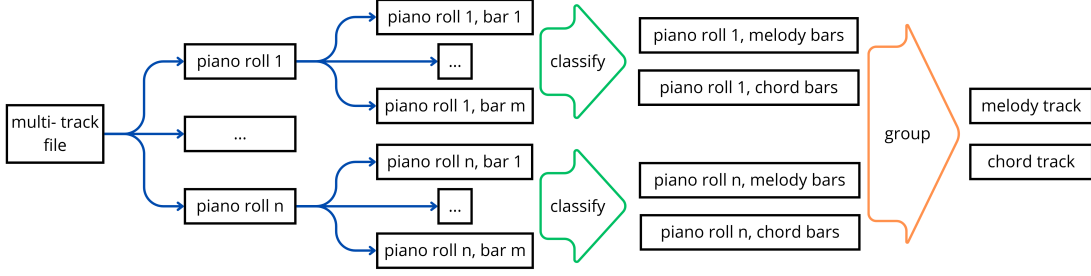 multi- track
file
piano roll 1
...
piano roll n
piano roll 1, bar 1
...
piano roll 1, bar m
piano roll n, bar 1
...
piano roll n, bar m
classify
classify
piano roll 1, melody bars
piano roll 1, chord bars
piano roll n, melody bars
piano roll n, chord bars
group
melody track
chord track